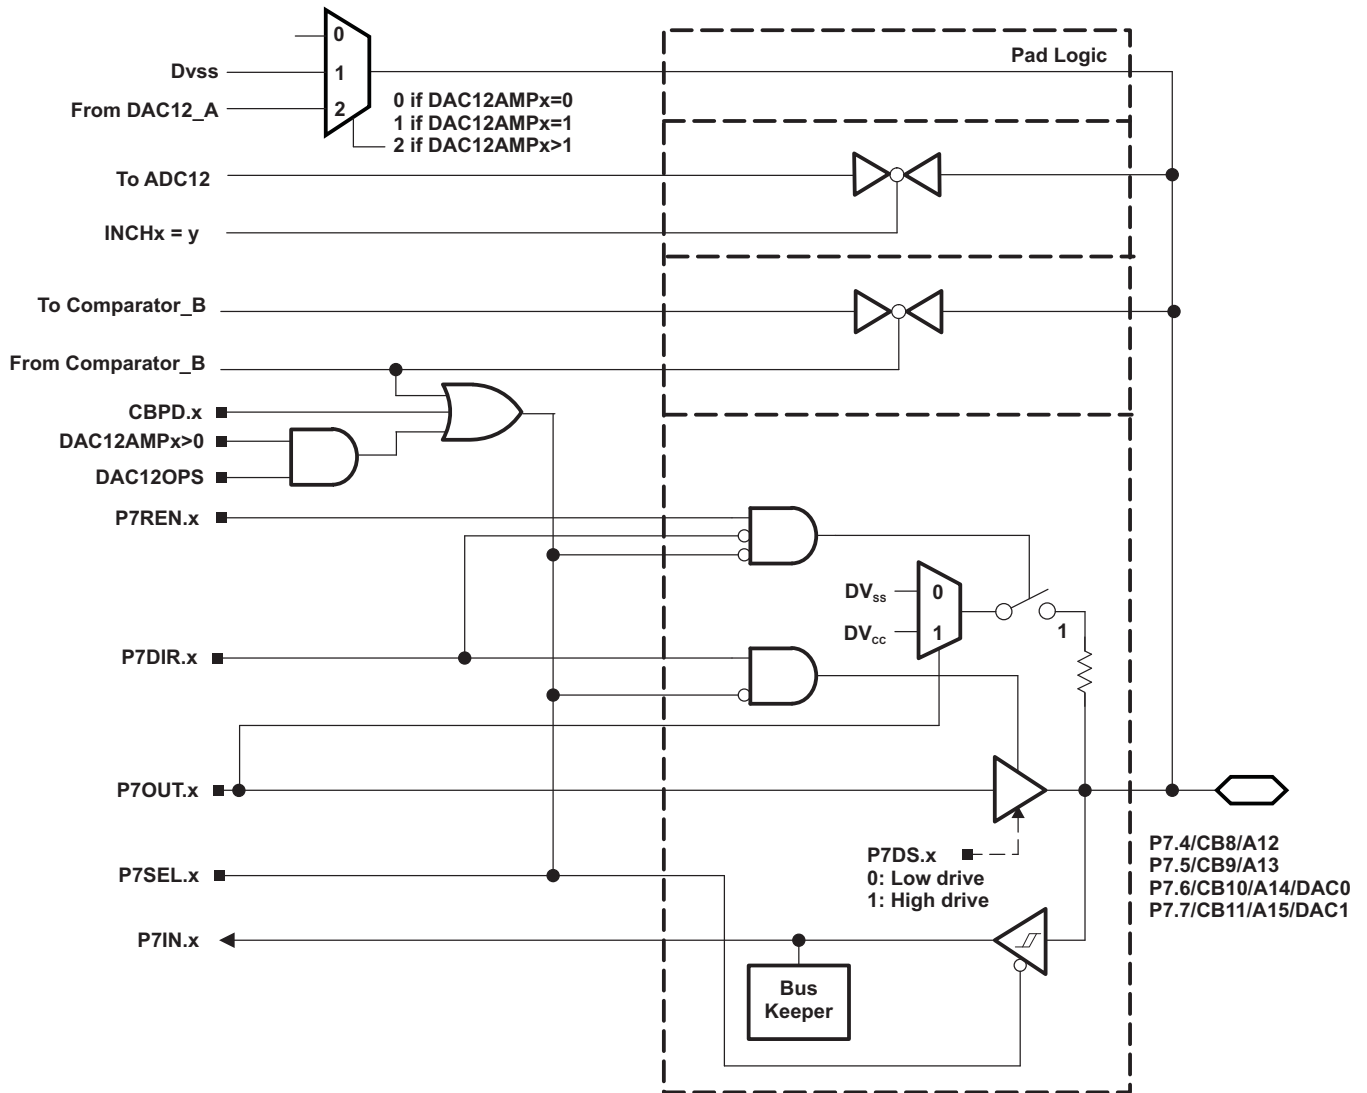 Pad Logic
0
Dvss
1
From DAC12_A
2
0 if DAC12AMPx=0
1 if DAC12AMPx=1
2 if DAC12AMPx>1
To ADC12
INCHx = y
To Comparator_B
From Comparator_B
CBPD.x
DAC12AMPx>0
DAC12OPS
P7REN.x
DVss
0
DVcc
1
1
P7DIR.x
P7OUT.x
P7DS.x
0: Low drive
1: High drive
P7.4/CB8/A12
P7.5/CB9/A13
P7.6/CB10/A14/DAC0
P7.7/CB11/A15/DAC1
P7SEL.x
P7IN.x
Bus
Keeper